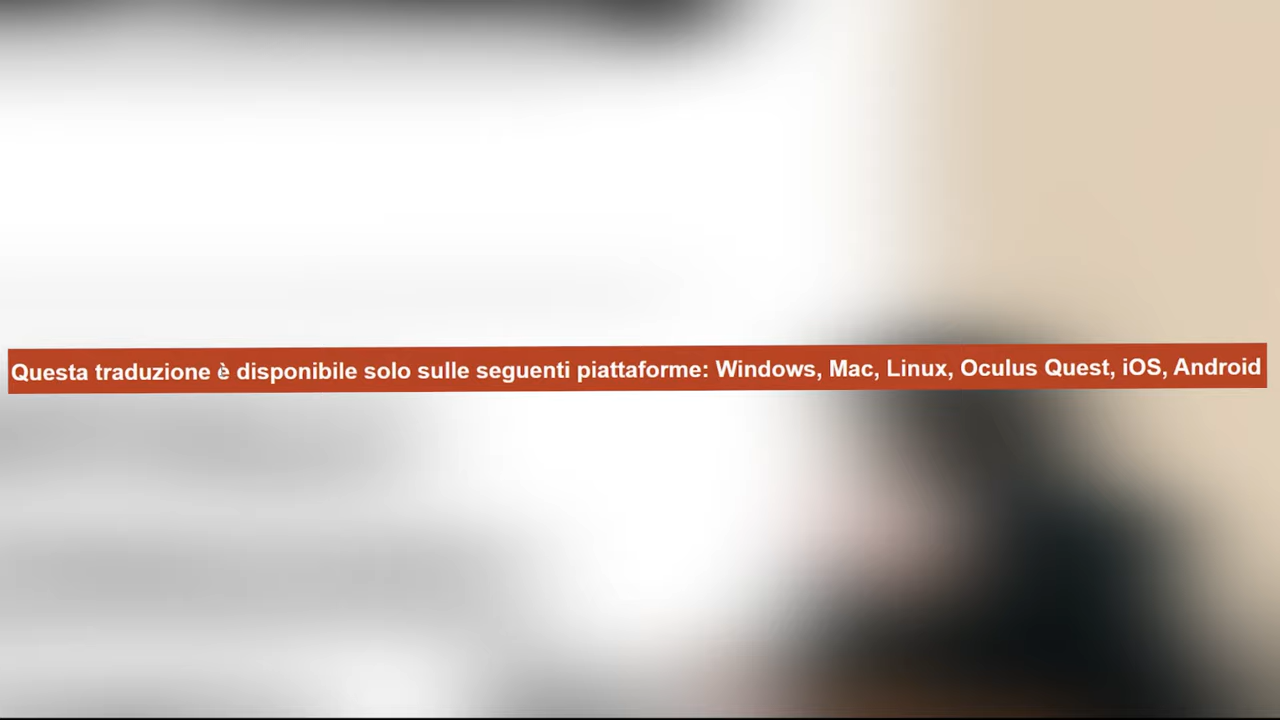 Questa traduzione è disponibile solo sulle seguenti piattaforme: Windows, Mac, Linux, Oculus Quest, iOS, Android